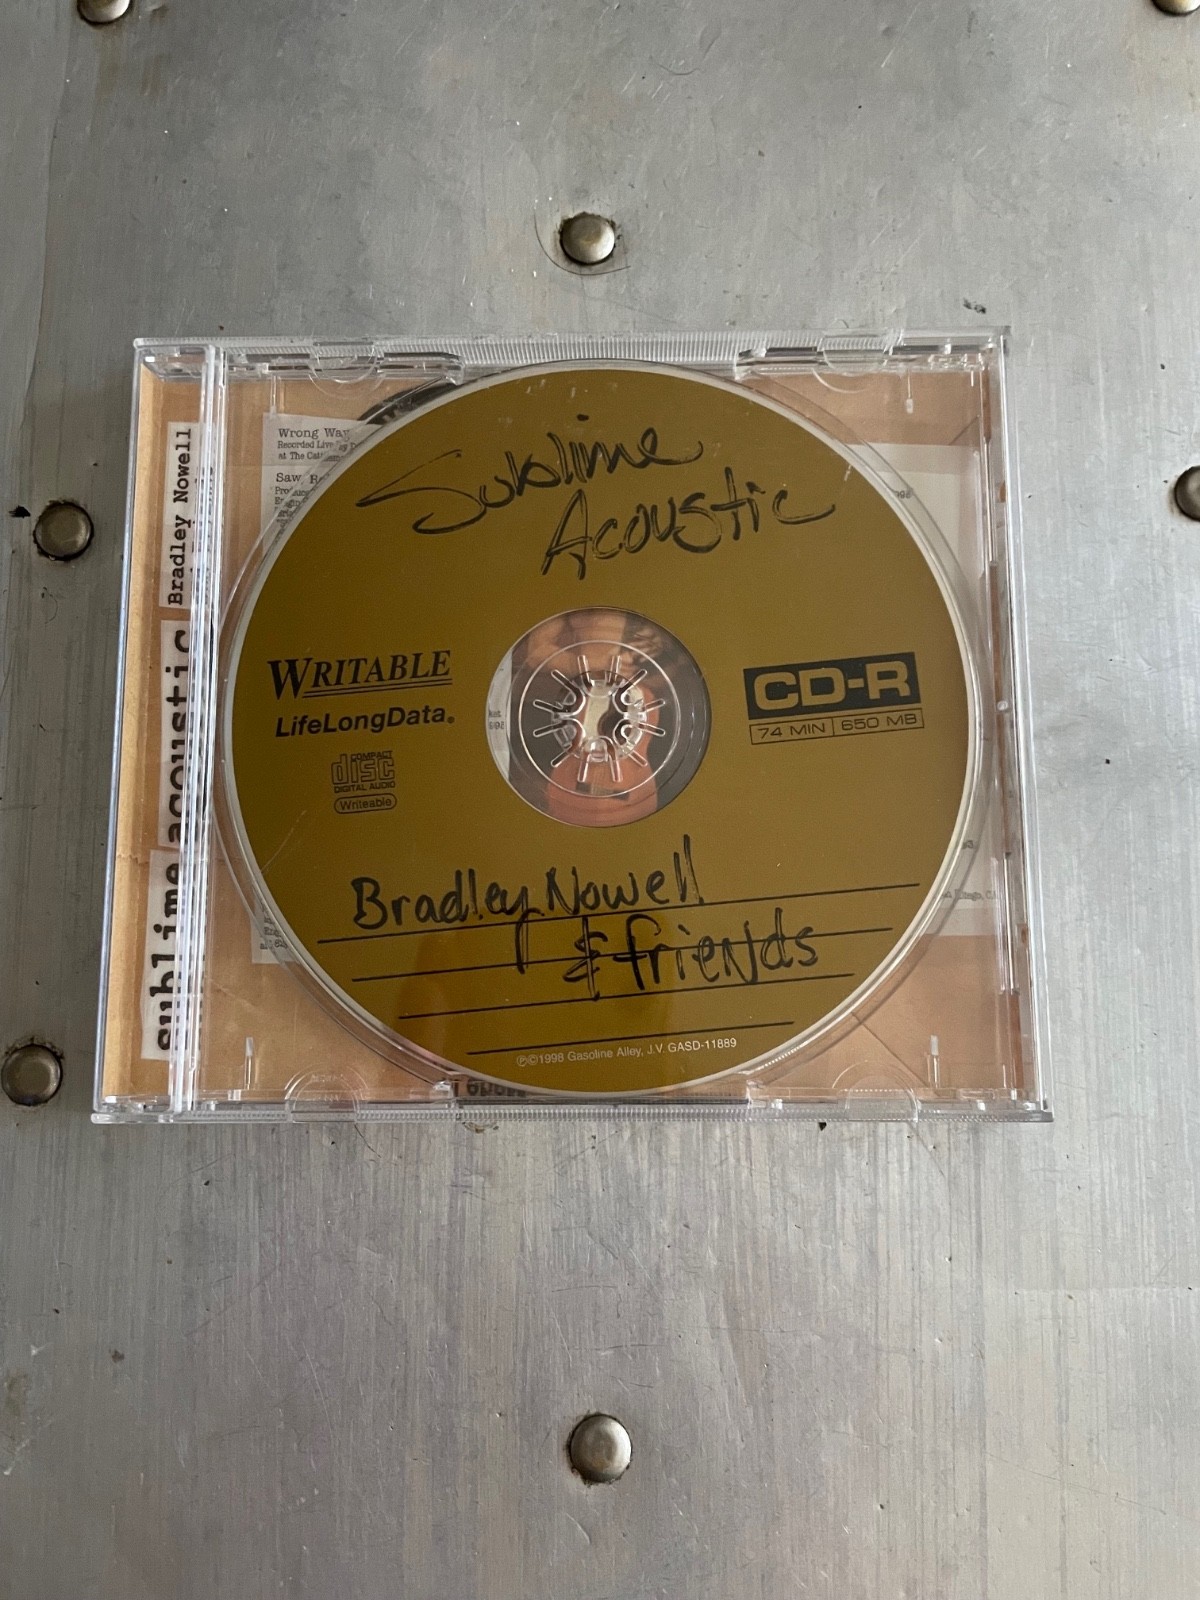 Sublime
Acoustic
WRITABLE
LifeLongData®
COMPACT
disc
DIGITAL AUDIO
Writeable
CD-R
74 MIN 650 MB
Bradley Nowell
& friends
℗©1998 Gasoline Alley, J.V. GASD-11889
sublime acoustic Bradley Nowell
Wrong Way
Recorded Live
at The
Saw